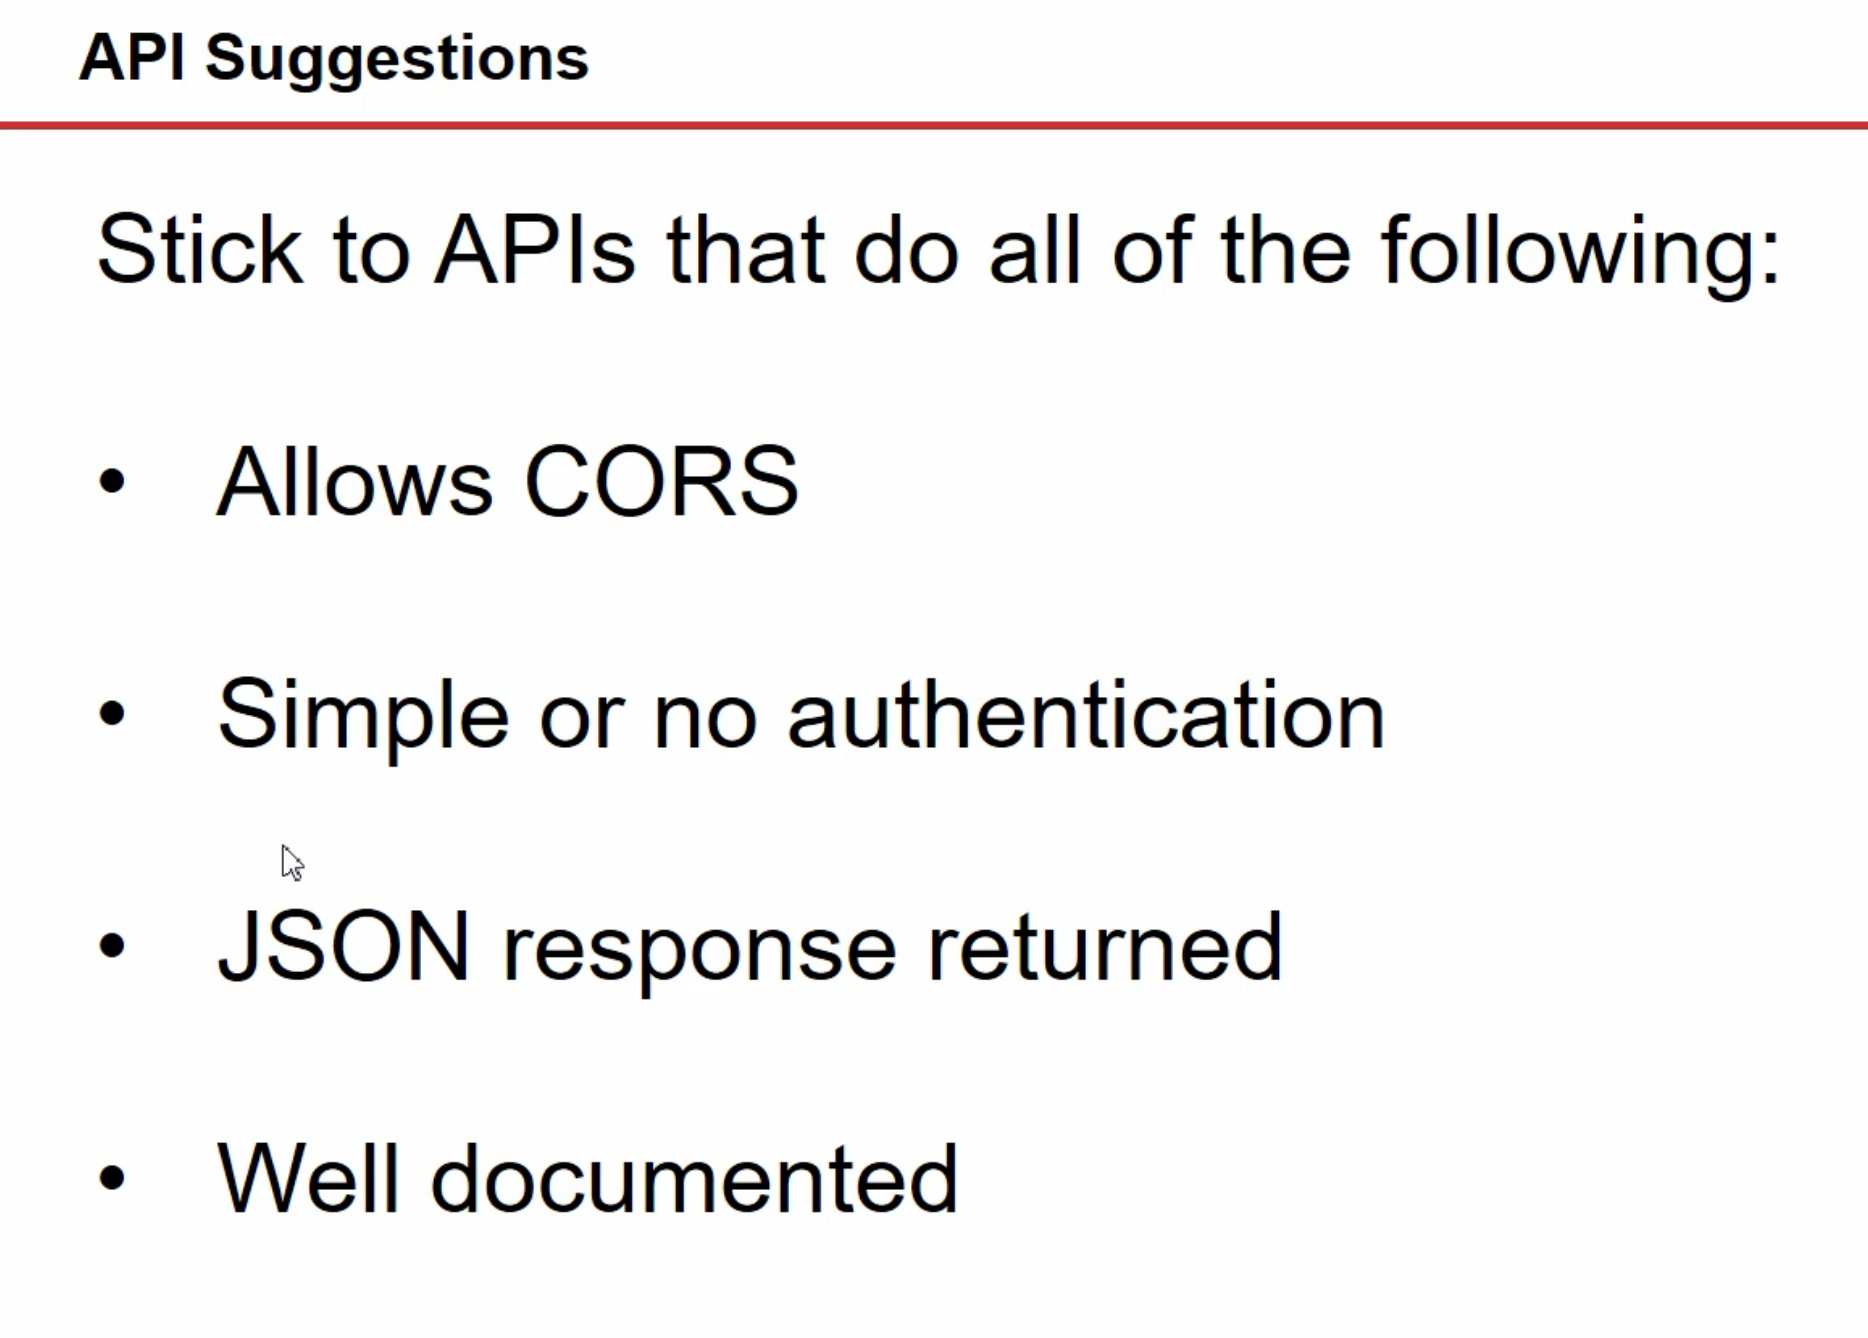 API Suggestions
Stick to APIs that do all of the following:
• Allows CORS
• Simple or no authentication
• JSON response returned
• Well documented